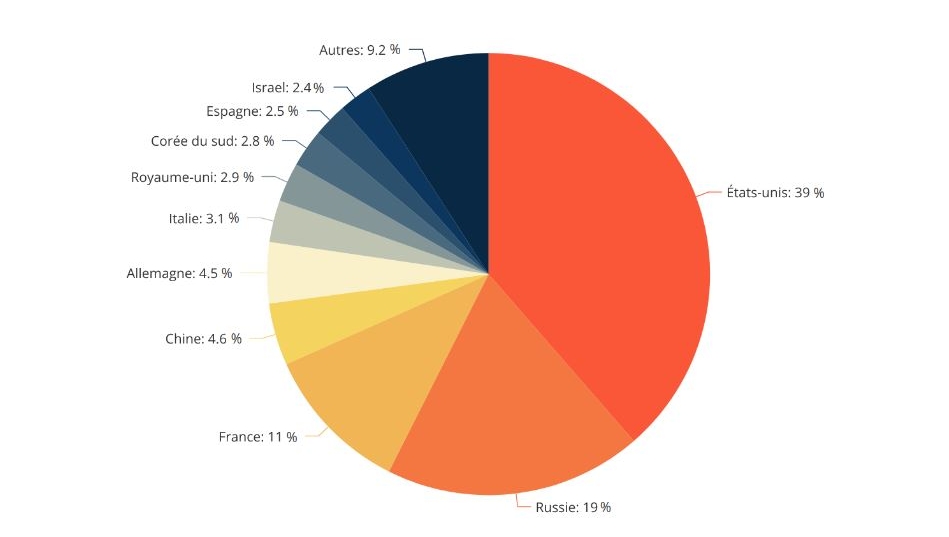 Autres: 9.2 %
Israel: 2.4 %
Espagne: 2.5 %
Corée du sud: 2.8 %
Royaume-uni: 2.9 %
États-unis: 39 %
Italie: 3.1 %
Allemagne: 4.5 %
Chine: 4.6 %
France: 11 %
Russie: 19 %